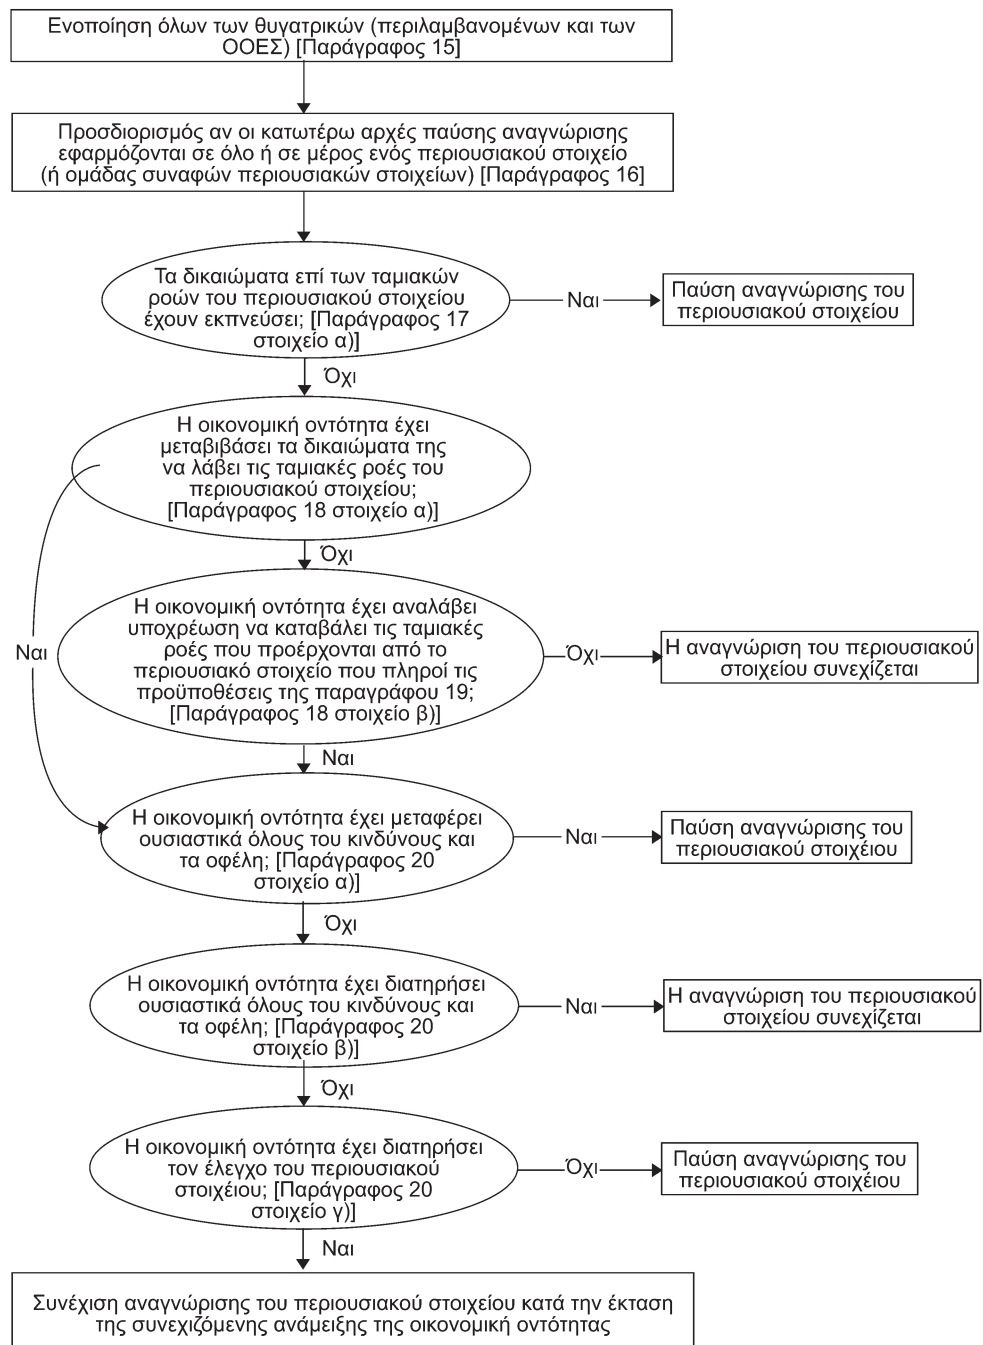 Ενοποίηση όλων των θυγατρικών (περιλαμβανομένων και των
ΟΟΕΣ) [Παράγραφος 15]
Προσδιορισμός αν οι κατωτέρω αρχές παύσης αναγνώρισης
εφαρμόζονται σε όλο ή σε μέρος ενός περιουσιακού στοιχείο
(ή ομάδας συναφών περιουσιακών στοιχείων) [Παράγραφος 16]
Τα δικαιώματα επί των ταμιακών
ροών του περιουσιακού στοιχείου
έχουν εκπνεύσει; [Παράγραφος 17
στοιχείο α)]
Ναι
Παύση αναγνώρισης του
περιουσιακού στοιχείου
Όχι
Η οικονομική οντότητα έχει
μεταβιβάσει τα δικαιώματα της
να λάβει τις ταμιακές ροές του
περιουσιακού στοιχείου;
[Παράγραφος 18 στοιχείο α)]
Όχι
Ναι
Η οικονομική οντότητα έχει αναλάβει
υποχρέωση να καταβάλει τις ταμιακές
ροές που προέρχονται από το
περιουσιακό στοιχείο που πληροί τις
προϋποθέσεις της παραγράφου 19;
[Παράγραφος 18 στοιχείο β)]
Όχι
Η αναγνώριση του περιουσιακού
στοιχείου συνεχίζεται
Ναι
Η οικονομική οντότητα έχει μεταφέρει
ουσιαστικά όλους του κινδύνους και
τα οφέλη; [Παράγραφος 20
στοιχείο α)]
Ναι
Παύση αναγνώρισης του
περιουσιακού στοιχέιου
Όχι
Η οικονομική οντότητα έχει διατηρήσει
ουσιαστικά όλους του κινδύνους και
τα οφέλη; [Παράγραφος 20
στοιχείο β)]
Ναι
Η αναγνώριση του περιουσιακού
στοιχείου συνεχίζεται
Όχι
Η οικονομική οντότητα έχει διατηρήσει
τον έλεγχο του περιουσιακού
στοιχέιου; [Παράγραφος 20
στοιχείο γ)]
Όχι
Παύση αναγνώρισης του
περιουσιακού στοιχέιου
Ναι
Συνέχιση αναγνώρισης του περιουσιακού στοιχείου κατά την έκταση
της συνεχιζόμενης ανάμειξης της οικονομική οντότητας